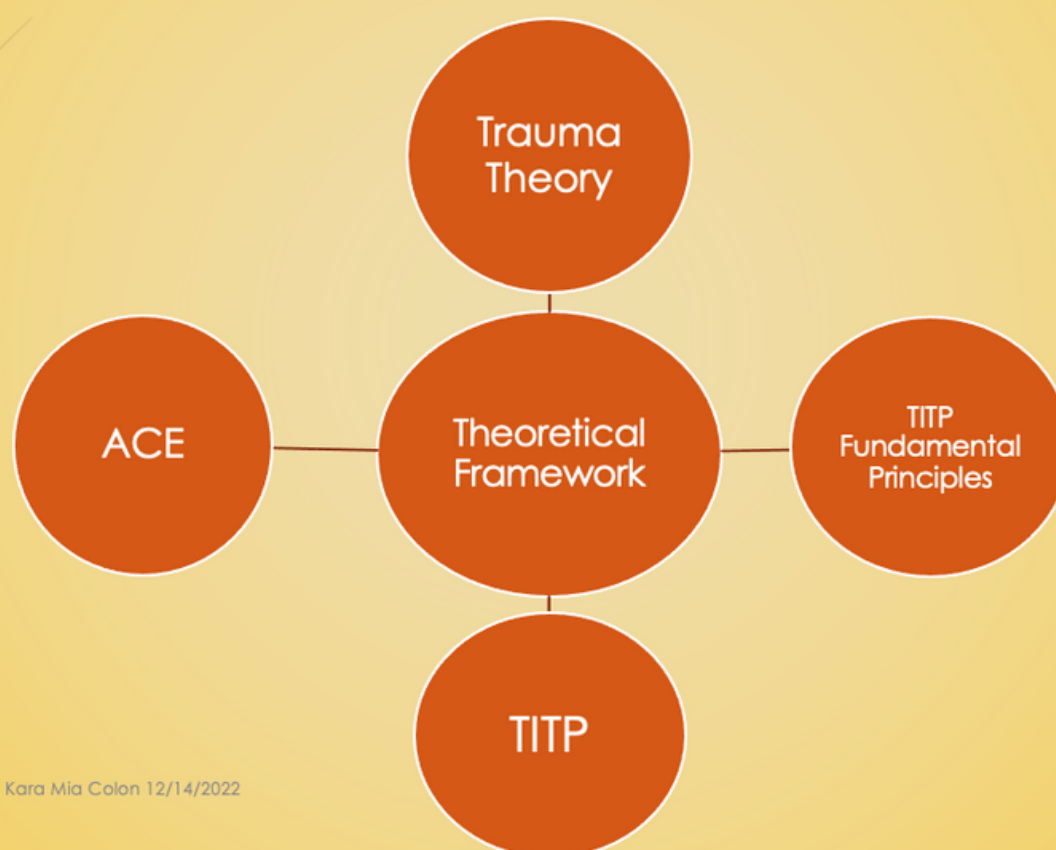 Trauma
Theory
ACE
Theoretical
Framework
TITP
Fundamental
Principles
TITP
Kara Mia Colon 12/14/2022